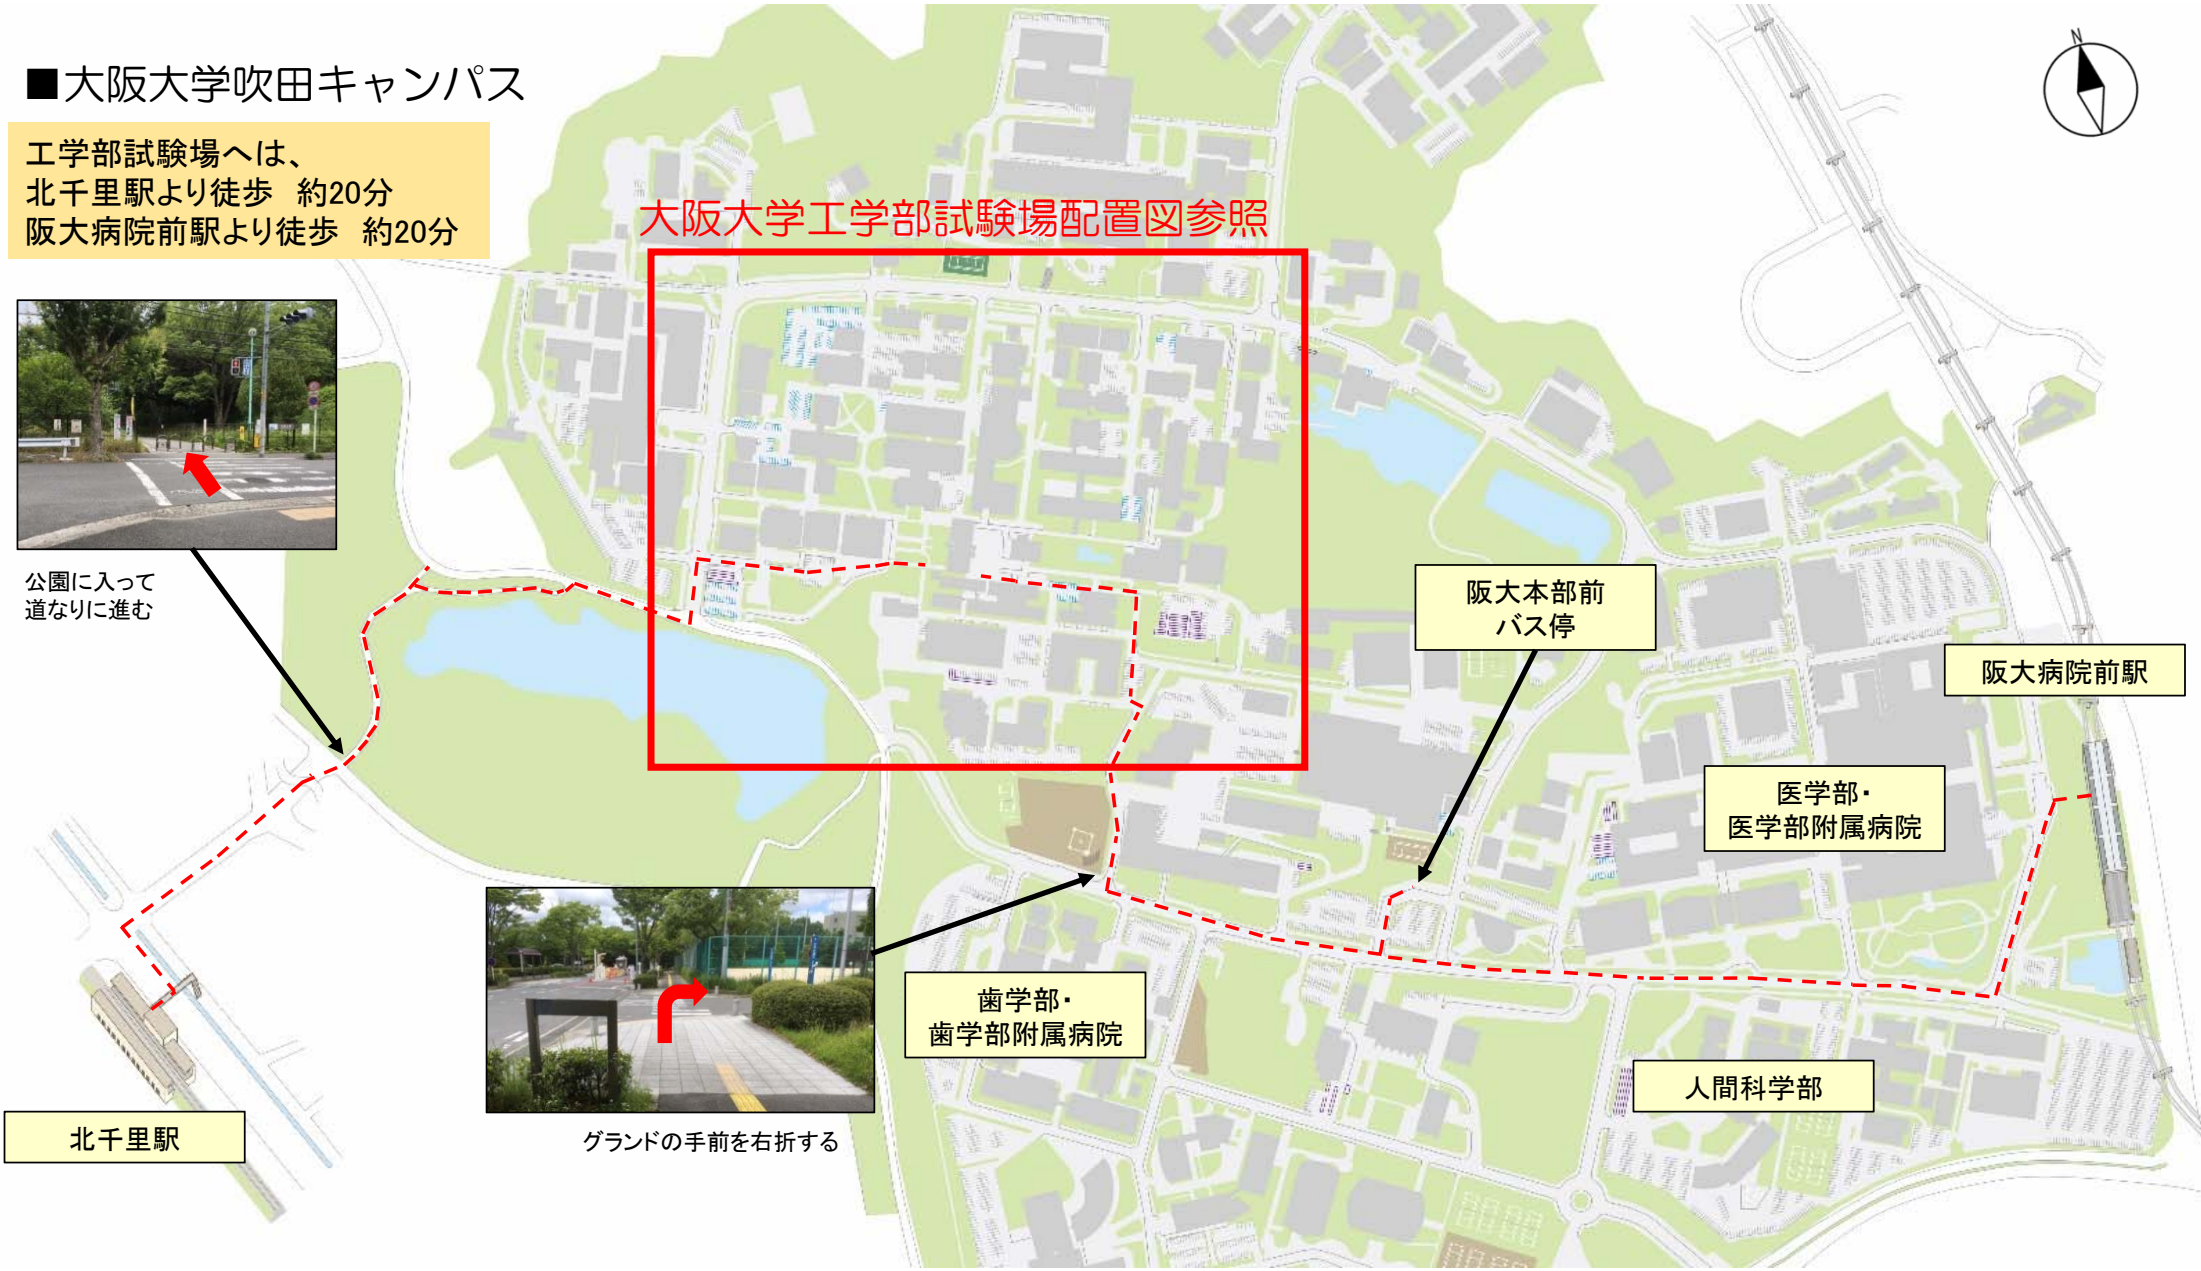 ■大阪大学吹田キャンパス
工学部試験場へは、
北千里駅より徒歩　約20分
阪大病院前駅より徒歩　約20分
N
大阪大学工学部試験場配置図参照
公園に入って
道なりに進む
阪大本部前
バス停
阪大病院前駅
医学部・
医学部附属病院
歯学部・
歯学部附属病院
人間科学部
北千里駅
グランドの手前を右折する